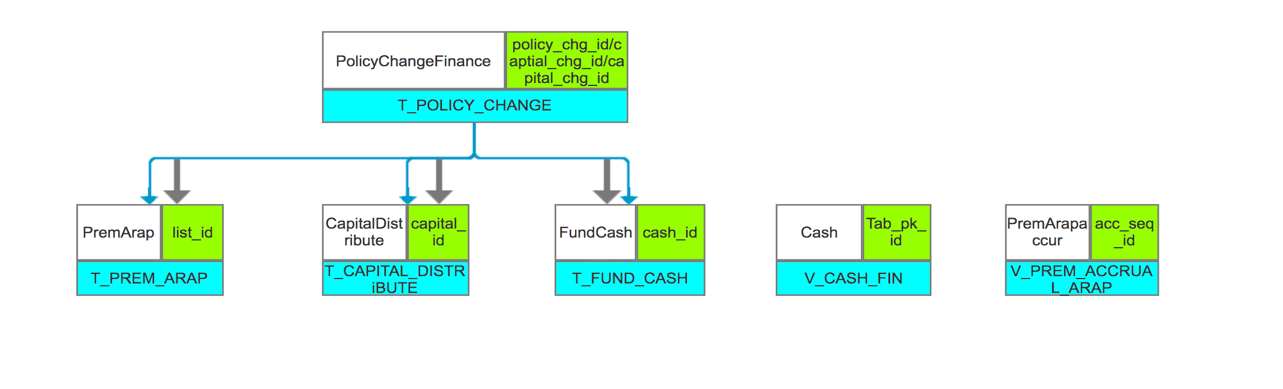 PolicyChangeFinance
policy_chg_id/c
aptial_chg_id/ca
pital_chg_id
T_POLICY_CHANGE
PremArap
list_id
T_PREM_ARAP
CapitalDist
ribute
capital_
id
T_CAPITAL_DISTR
iBUTE
FundCash
cash_id
T_FUND_CASH
Cash
Tab_pk_
id
V_CASH_FIN
PremArapa
ccur
acc_seq
_id
V_PREM_ACCRUA
L_ARAP